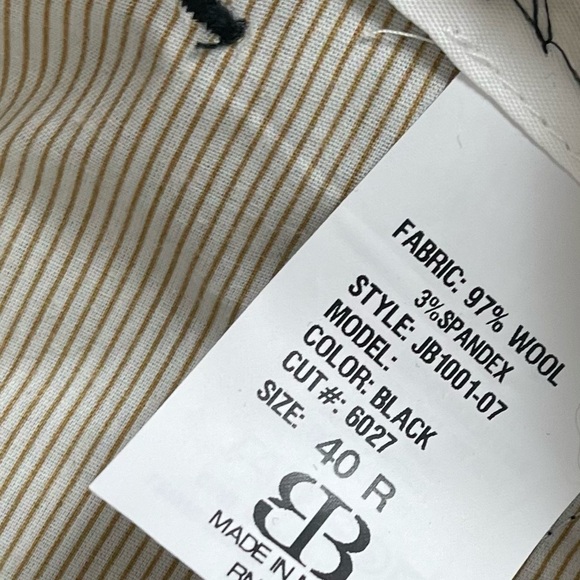 FABRIC: 97% WOOL
3%SPANDEX
STYLE: JB1001-07
MODEL:
COLOR: BLACK
CUT#: 6027
SIZE: 40 R
MADE IN